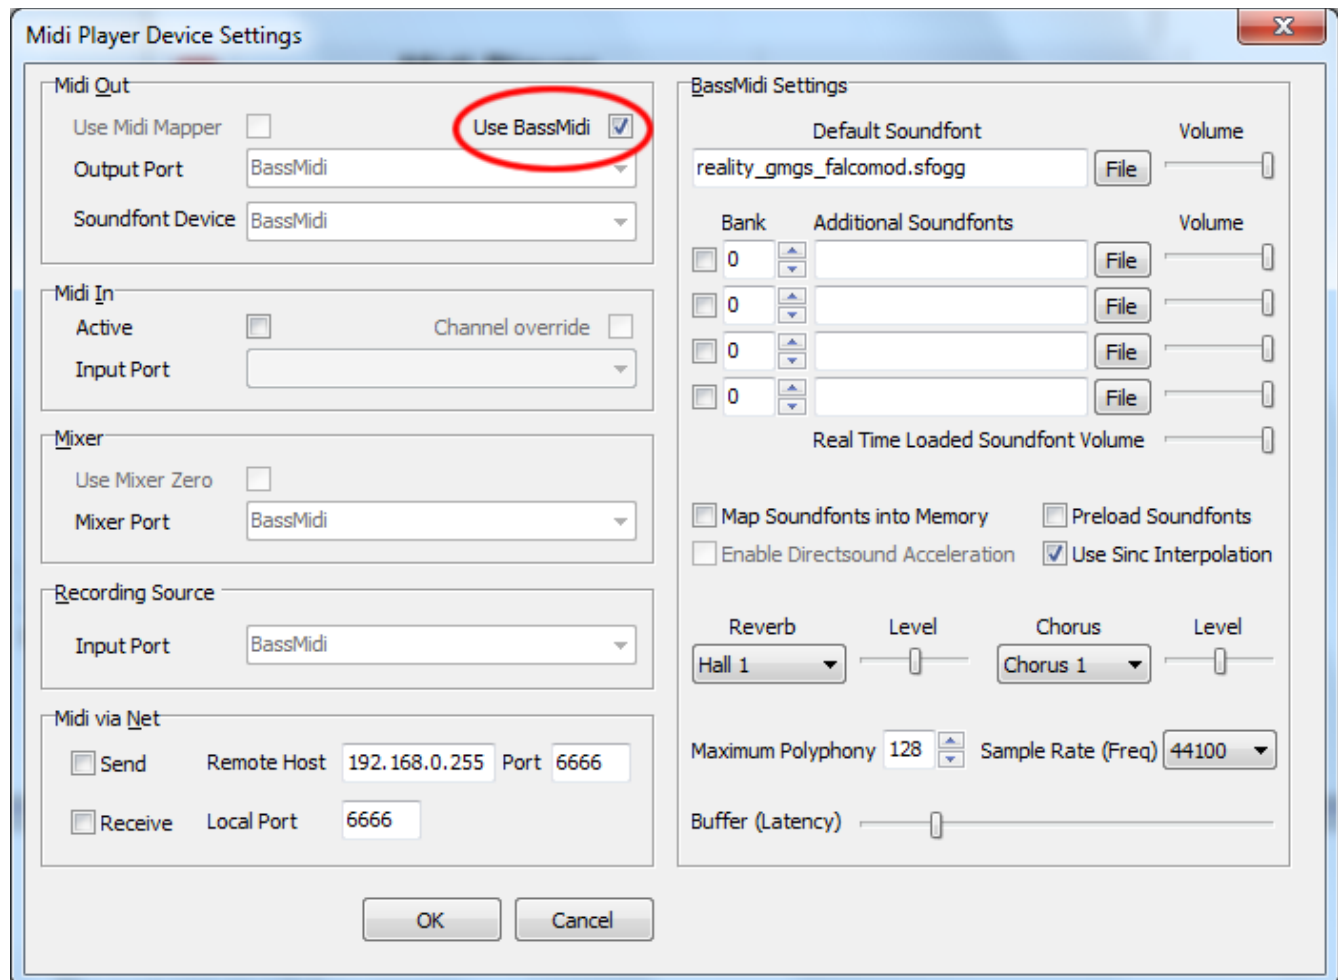 Midi Player Device Settings
Midi Out
Use Midi Mapper
Use BassMidi
Output Port
BassMidi
Soundfont Device
BassMidi
Midi In
Active
Channel override
Input Port
Mixer
Use Mixer Zero
Mixer Port
BassMidi
Recording Source
Input Port
BassMidi
Midi via Net
Send
Remote Host
192.168.0.255
Port
6666
Receive
Local Port
6666
BassMidi Settings
Default Soundfont
Volume
reality_gmgs_falcomod.sfogg
File
Bank
Additional Soundfonts
Volume
0
File
0
File
0
File
0
File
Real Time Loaded Soundfont Volume
Map Soundfonts into Memory
Preload Soundfonts
Enable Directsound Acceleration
Use Sinc Interpolation
Reverb
Level
Chorus
Level
Hall 1
Chorus 1
Maximum Polyphony
128
Sample Rate (Freq)
44100
Buffer (Latency)
OK
Cancel